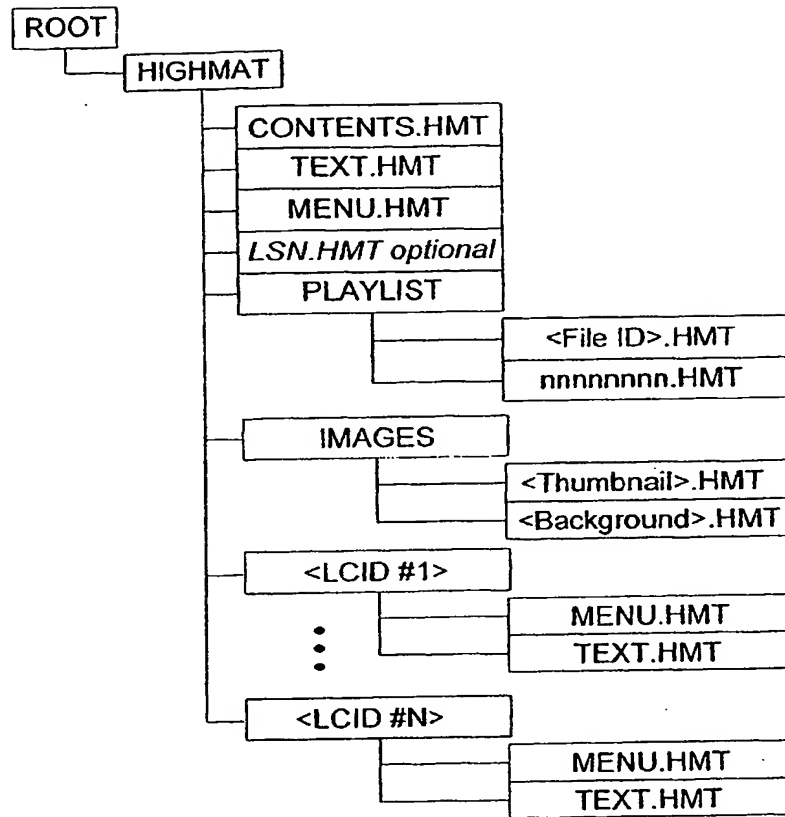 ROOT
HIGHMAT
CONTENTS.HMT
TEXT.HMT
MENU.HMT
LSN.HMT optional
PLAYLIST
<File ID>.HMT
nnnnnnnn.HMT
IMAGES
<Thumbnail>.HMT
<Background>.HMT
<LCID #1>
MENU.HMT
TEXT.HMT
<LCID #N>
MENU.HMT
TEXT.HMT